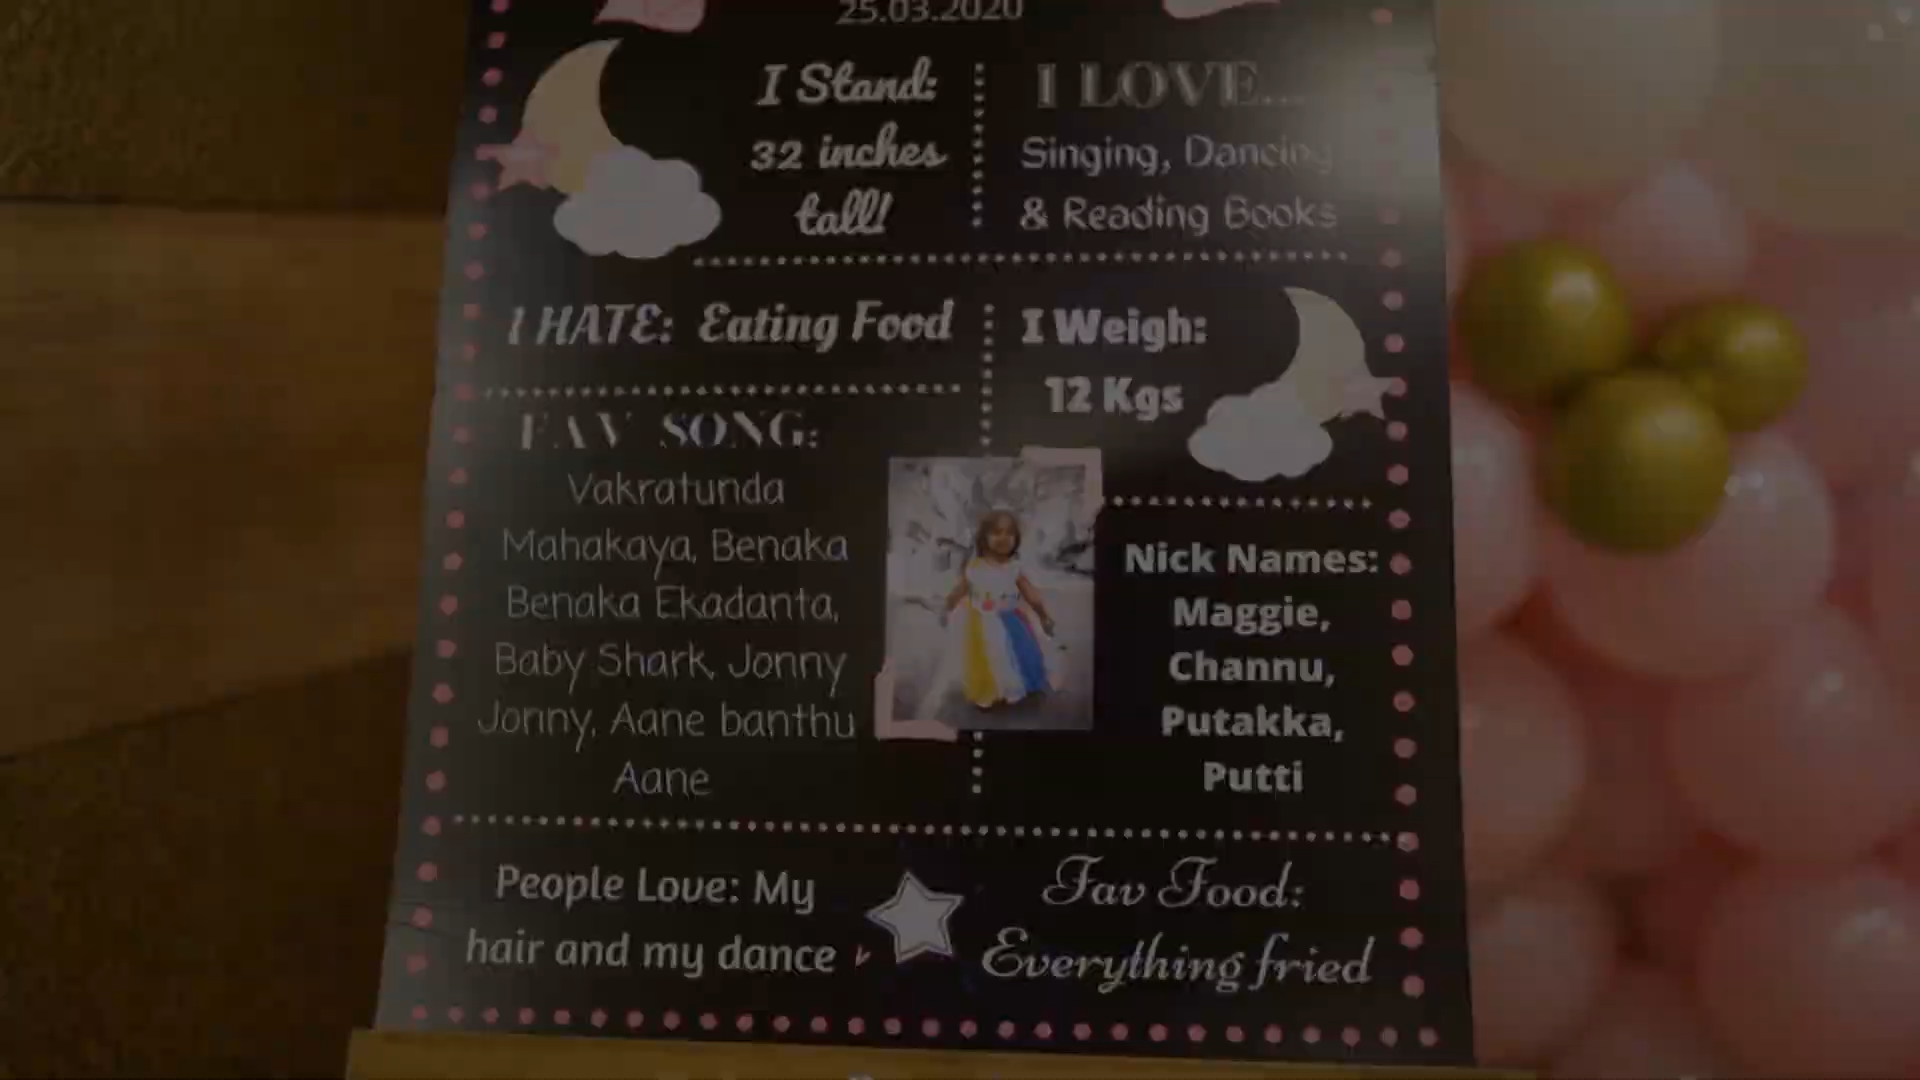 25.03.2020
I Stand:
32 inches
tall!
I LOVE...
Singing, Dancing
& Reading Books
I HATE: Eating Food
I Weigh:
12 Kgs
FAV SONG:
Vakratunda
Mahakaya, Benaka
Benaka Ekadanta,
Baby Shark, Jonny
Jonny, Aane banthu
Aane
Nick Names:
Maggie,
Channu,
Putakka,
Putti
People Love: My
hair and my dance
Fav Food:
Everything fried